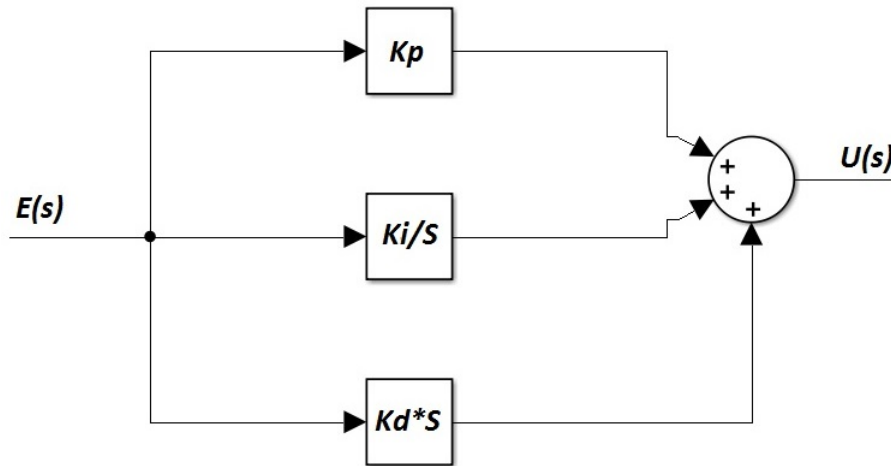 Kp
+
U(s)
+
E(s)
+
Ki/S
Kd*S